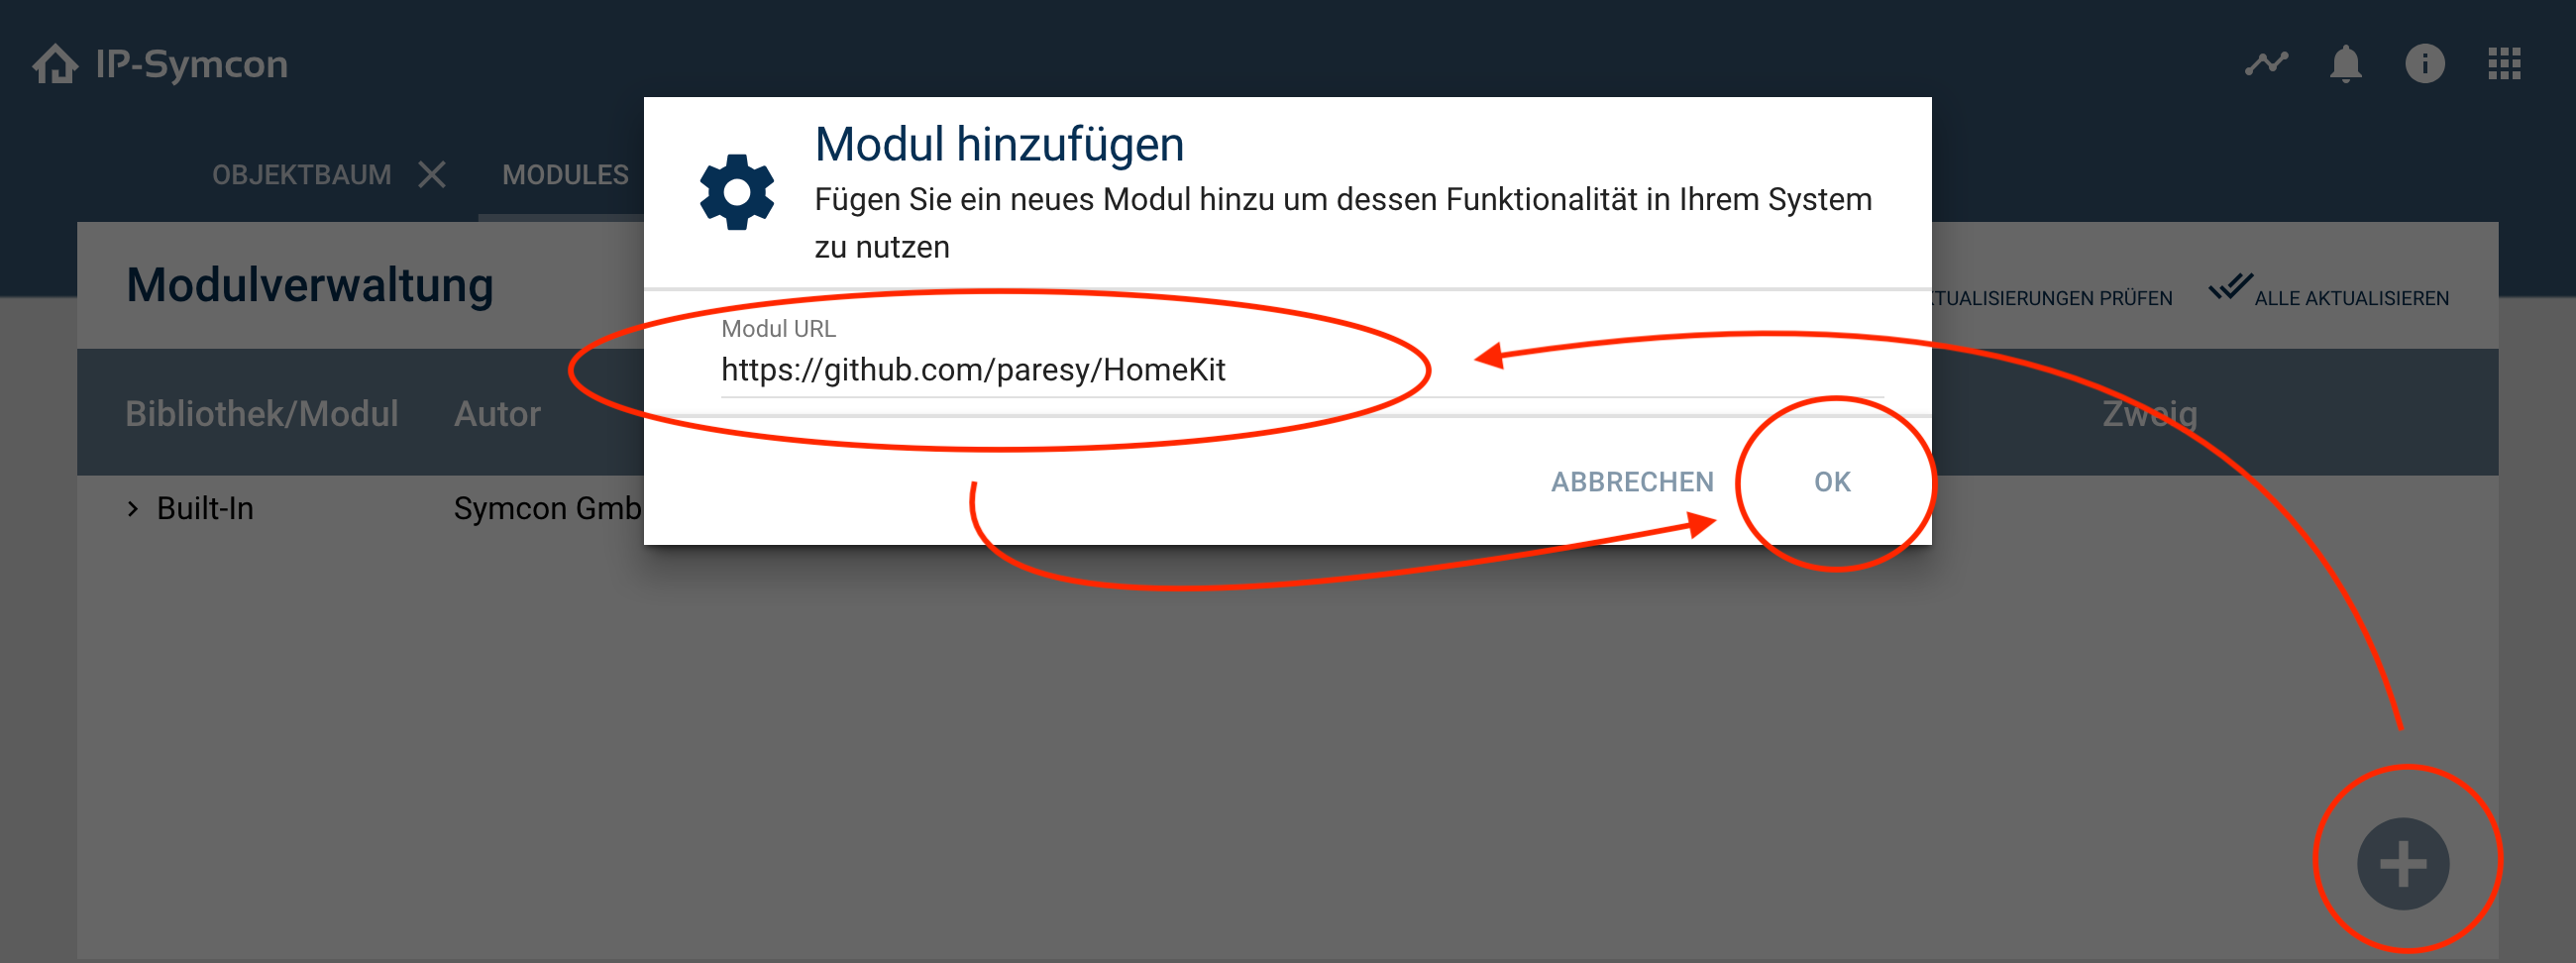 IP-Symcon
OBJEKTBAUM
MODULES
Modul hinzufügen
Fügen Sie ein neues Modul hinzu um dessen Funktionalität in Ihrem System
zu nutzen
Modulverwaltung
TUALISIERUNGEN PRÜFEN
ALLE AKTUALISIEREN
Modul URL
https://github.com/paresy/HomeKit
Bibliothek/Modul
Autor
Zweig
ABBRECHEN
OK
Built-In
Symcon Gmb